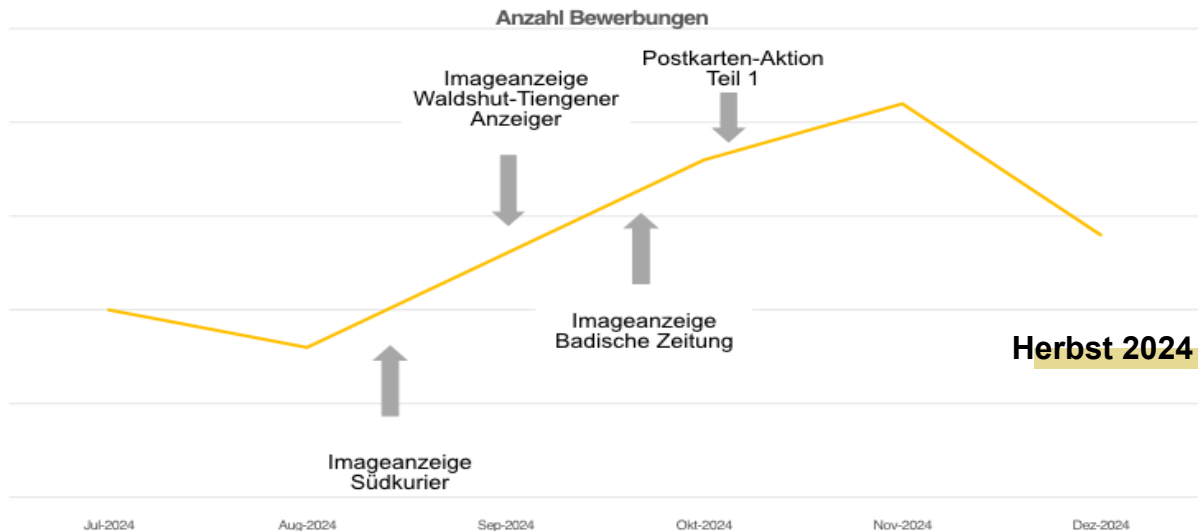 Anzahl Bewerbungen
Postkarten-Aktion
Teil 1
Imageanzeige
Waldshut-Tiengener
Anzeiger
Imageanzeige
Badische Zeitung
Herbst 2024
Imageanzeige
Südkurier
Jul-2024
Aug-2024
Sep-2024
Okt-2024
Nov-2024
Dez-2024